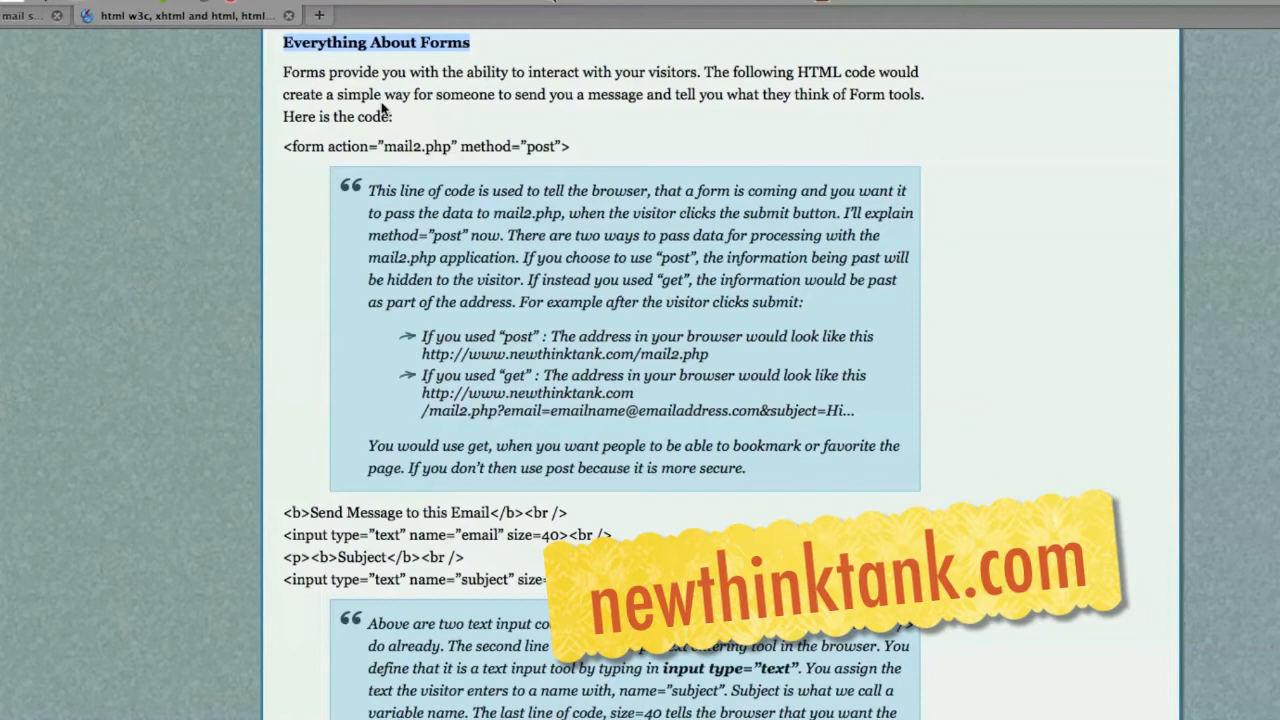 mail s...
html w3c, xhtml and html, html...
Everything About Forms
Forms provide you with the ability to interact with your visitors. The following HTML code would
create a simple way for someone to send you a message and tell you what they think of Form tools.
Here is the code:
<form action=”mail2.php” method=”post”>
“ This line of code is used to tell the browser, that a form is coming and you want it
to pass the data to mail2.php, when the visitor clicks the submit button. I’ll explain
method=”post” now. There are two ways to pass data for processing with the
mail2.php application. If you choose to use “post”, the information being past will
be hidden to the visitor. If instead you used “get”, the information would be past
as part of the address. For example after the visitor clicks submit:
If you used “post” : The address in your browser would look like this
http://www.newthinktank.com/mail2.php
If you used “get” : The address in your browser would look like this
http://www.newthinktank.com
/mail2.php?email=emailname@emailaddress.com&subject=Hi...
You would use get, when you want people to be able to bookmark or favorite the
page. If you don’t then use post because it is more secure.
<b>Send Message to this Email</b><br />
<input type=”text” name=”email” size=40><br />
<p><b>Subject</b><br />
<input type=”text” name=”subject” size=
newthinktank.com
“ Above are two text input
do already. The second line
text entering tool in the browser. You
define that it is a text input tool by typing in input type=”text”. You assign the
text the visitor enters to a name with, name=”subject”. Subject is what we call a
variable name. The last line of code, size=40 tells the browser that you want the